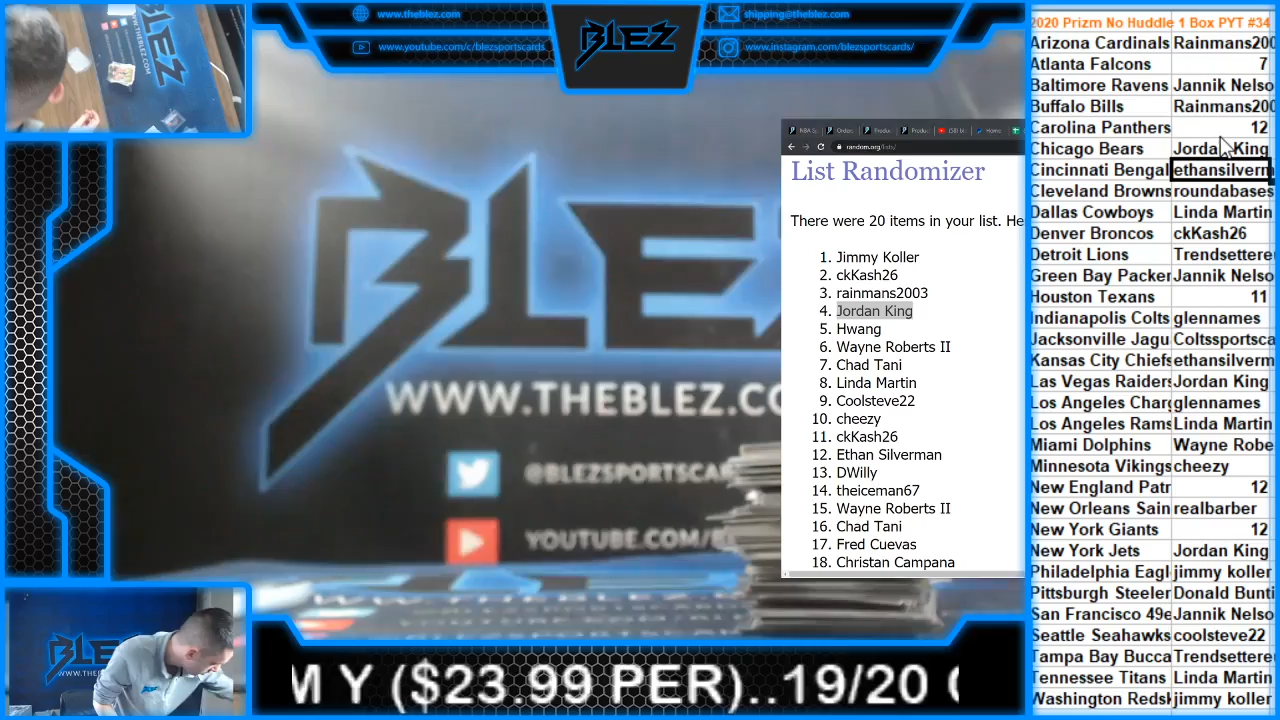 www.theblez.com
www.youtube.com/c/blezsportscards
BLEZ
shipping@theblez.com
www.instagram.com/blezsportscards/
BLEZ
WWW.THEBLEZ.COM
BLE
WWW.THEBLEZ.CO
@BLEZSPORTSCAR
YOUTUBE.COM/B
random.org/lists/
List Randomizer
There were 20 items in your list. He
1. Jimmy Koller
2. ckKash26
3. rainmans2003
4. Jordan King
5. Hwang
6. Wayne Roberts II
7. Chad Tani
8. Linda Martin
9. Coolsteve22
10. cheezy
11. ckKash26
12. Ethan Silverman
13. DWilly
14. theiceman67
15. Wayne Roberts II
16. Chad Tani
17. Fred Cuevas
18. Christan Campana
2020 Prizm No Huddle 1 Box PYT #34
Arizona Cardinals Rainmans200
Atlanta Falcons 7
Baltimore Ravens Jannik Nelso
Buffalo Bills Rainmans200
Carolina Panthers 12
Chicago Bears Jordan King
Cincinnati Bengal ethansilverm
Cleveland Browns roundabases
Dallas Cowboys Linda Martin
Denver Broncos ckKash26
Detroit Lions Trendsettere
Green Bay Packer Jannik Nelso
Houston Texans 11
Indianapolis Colts glennames
Jacksonville Jagu Coltssportsca
Kansas City Chiefs ethansilverm
Las Vegas Raiders Jordan King
Los Angeles Charg glennames
Los Angeles Rams Linda Martin
Miami Dolphins Wayne Robe
Minnesota Vikings cheezy
New England Patr 12
New Orleans Sain realbarber
New York Giants 12
New York Jets Jordan King
Philadelphia Eagl jimmy koller
Pittsburgh Steeler Donald Bunti
San Francisco 49e Jannik Nelso
Seattle Seahawks coolsteve22
Tampa Bay Bucca Trendsettere
Tennessee Titans Linda Martin
Washington Redsk jimmy koller
M Y ($23.99 PER)..19/20